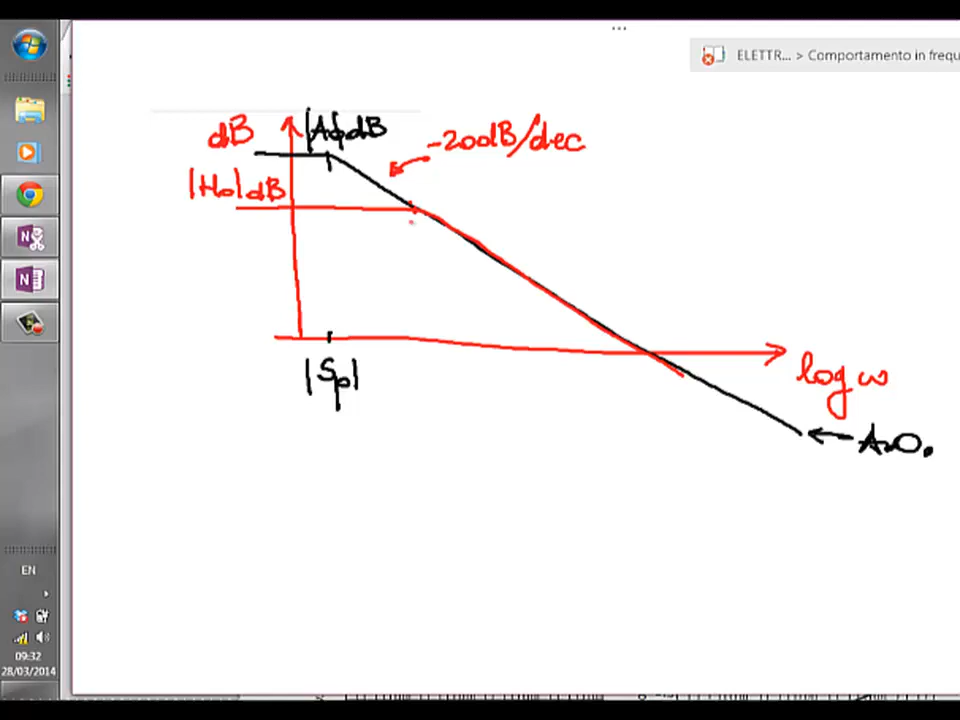 ...
ELETTR... > Comportamento in frequ
dB
|A₀|dB
-20dB/dec
|H₀|dB
|Sp|
log ω
A.O.
EN
09:32
28/03/2014